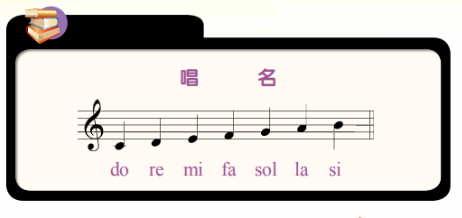 唱 名
do re mi fa sol la si